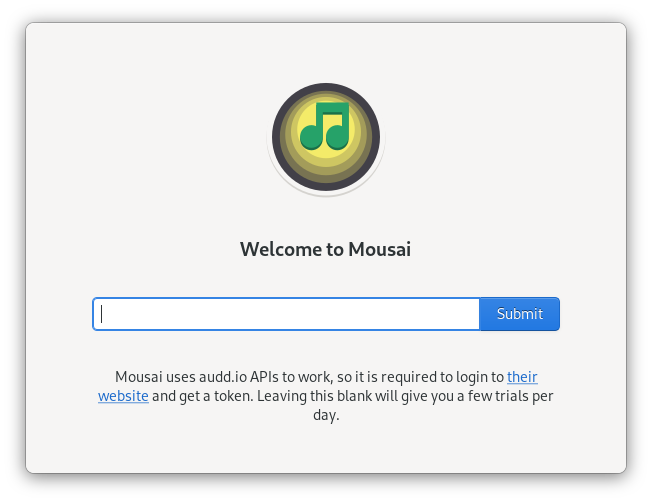 Welcome to Mousai
Submit
Mousai uses audd.io APIs to work, so it is required to login to their
website and get a token. Leaving this blank will give you a few trials per
day.